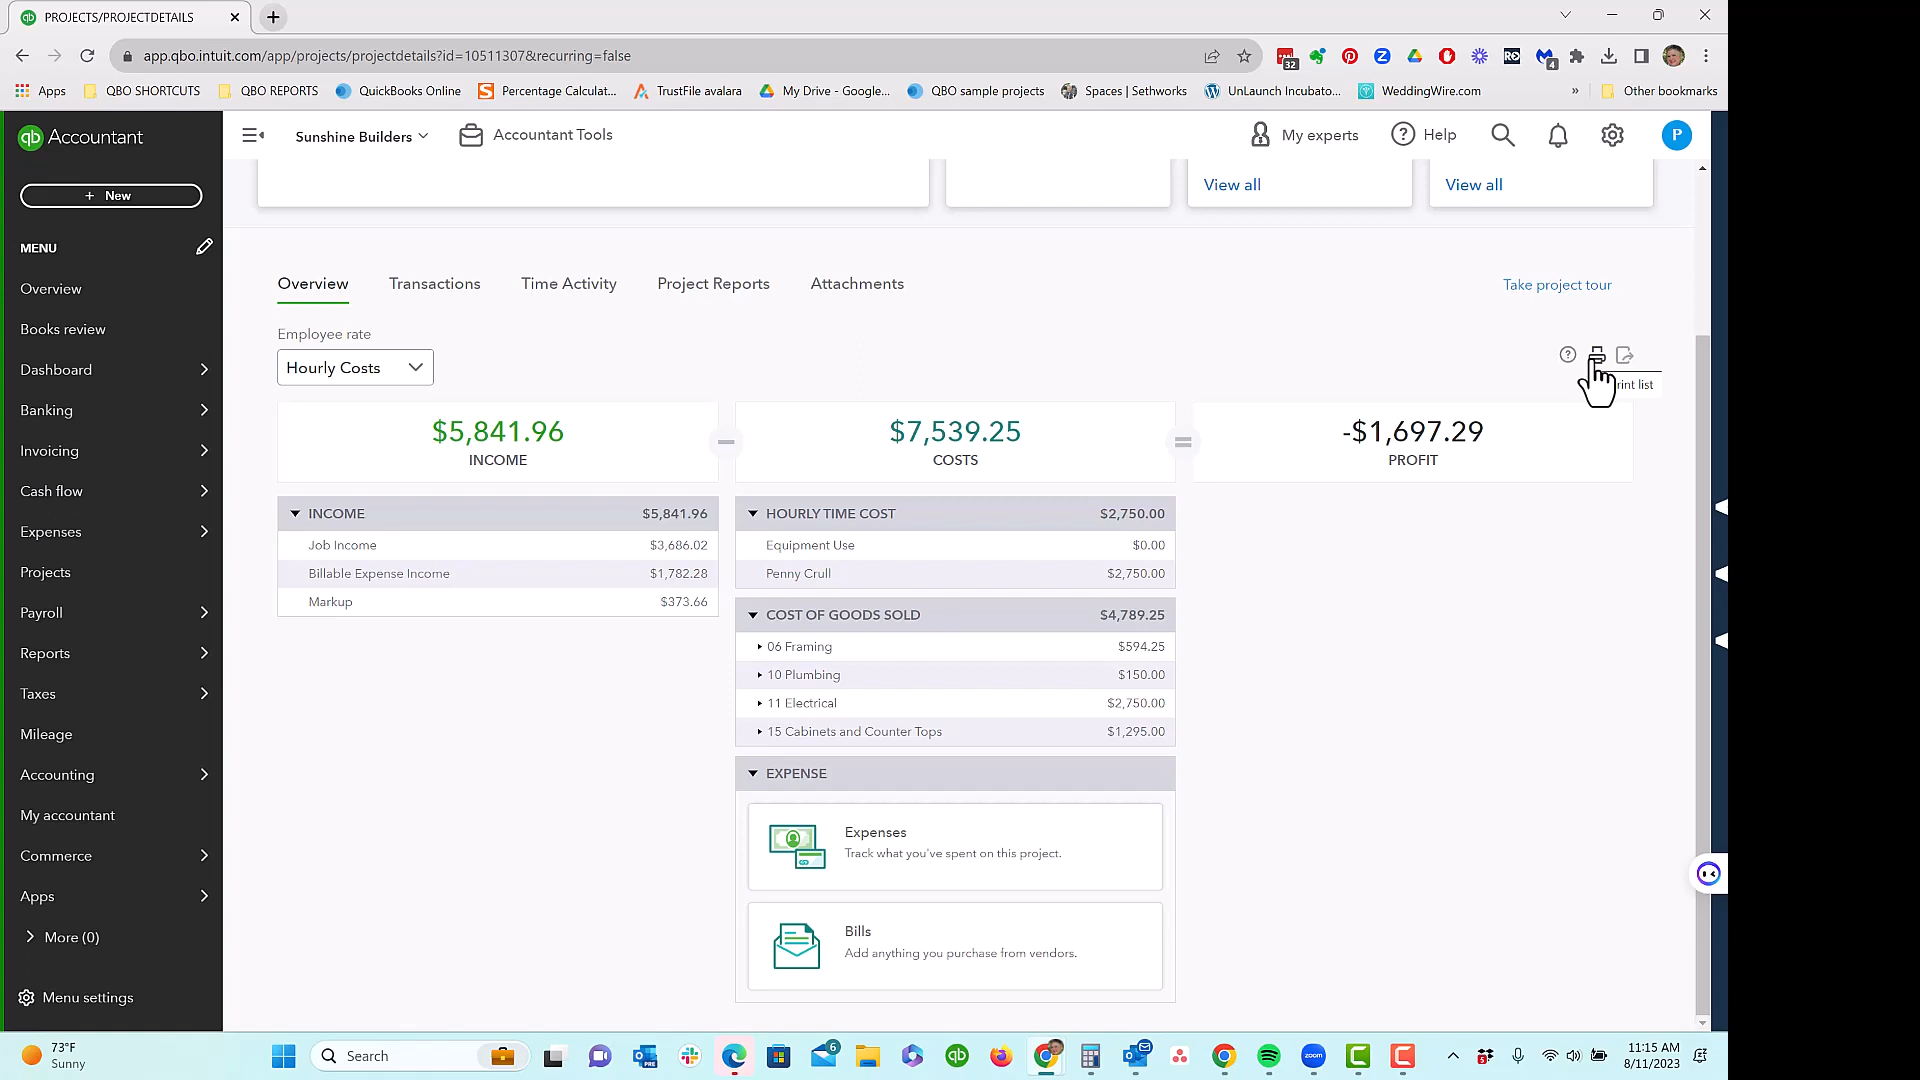 PROJECTS/PROJECTDETAILS
app.qbo.intuit.com/app/projects/projectdetails?id=10511307&recurring=false
32
4
Apps
QBO SHORTCUTS
QBO REPORTS
QuickBooks Online
Percentage Calculat...
TrustFile avalara
My Drive - Google...
QBO sample projects
Spaces | Sethworks
UnLaunch Incubato...
WeddingWire.com
»
Other bookmarks
qb Accountant
Sunshine Builders
Accountant Tools
My experts
Help
P
+ New
MENU
Overview
Books review
Dashboard
Banking
Invoicing
Cash flow
Expenses
Projects
Payroll
Reports
Taxes
Mileage
Accounting
My accountant
Commerce
Apps
More (0)
Menu settings
View all
View all
Overview
Transactions
Time Activity
Project Reports
Attachments
Take project tour
Employee rate
Hourly Costs
rint list
$5,841.96
INCOME
$7,539.25
COSTS
-$1,697.29
PROFIT
INCOME $5,841.96
Job Income $3,686.02
Billable Expense Income $1,782.28
Markup $373.66
HOURLY TIME COST $2,750.00
Equipment Use $0.00
Penny Crull $2,750.00
COST OF GOODS SOLD $4,789.25
06 Framing $594.25
10 Plumbing $150.00
11 Electrical $2,750.00
15 Cabinets and Counter Tops $1,295.00
EXPENSE
Expenses
Track what you've spent on this project.
Bills
Add anything you purchase from vendors.
73°F
Sunny
Search
PRE
6
qb
zoom
11:15 AM
8/11/2023